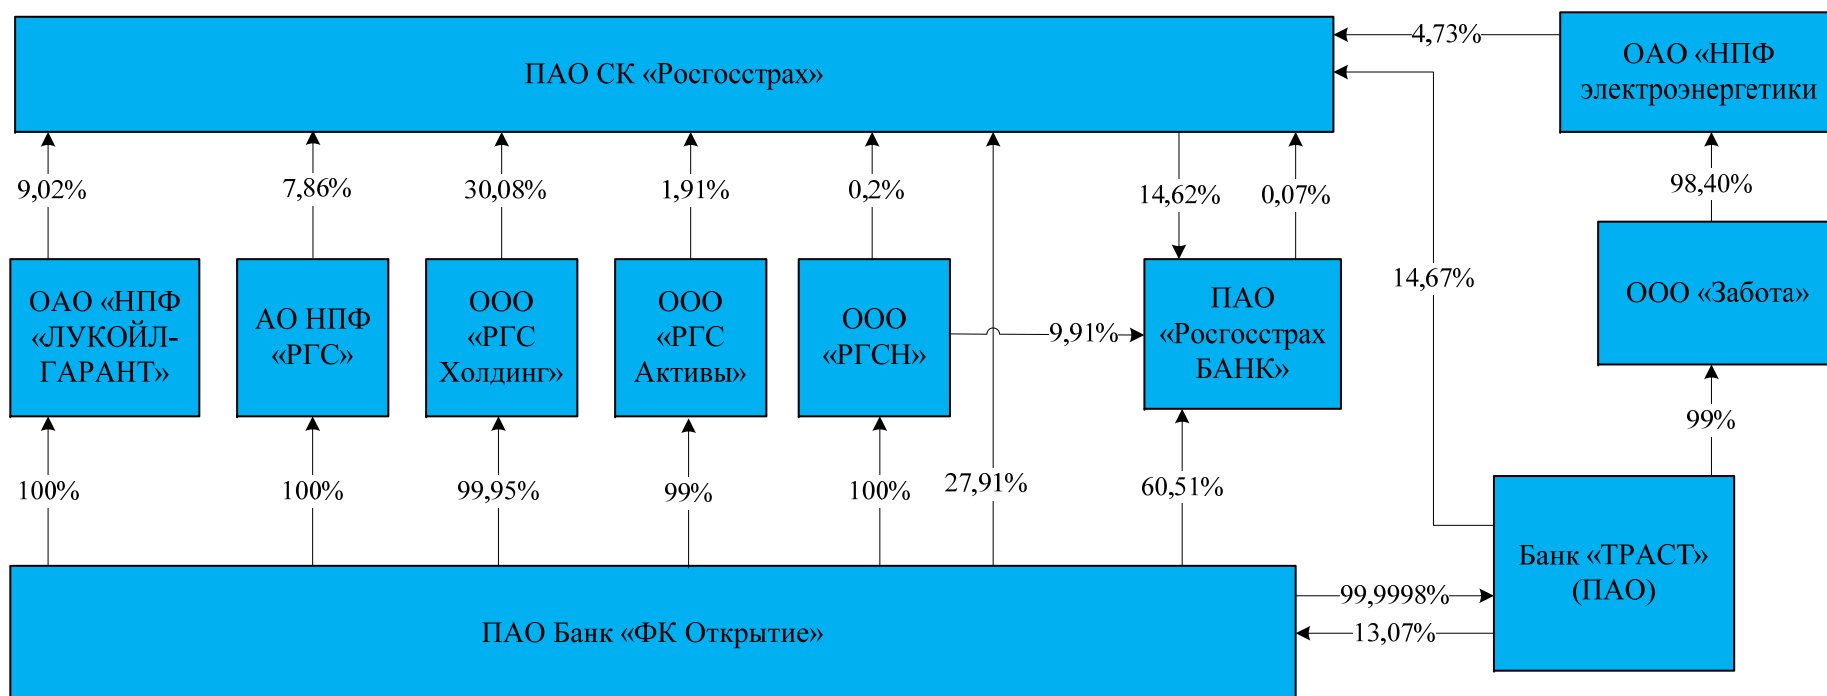 ПАО СК «Росгосстрах»
4,73%
ОАО «НПФ
электроэнергетики
9,02%
7,86%
30,08%
1,91%
0,2%
14,62%
0,07%
98,40%
ОАО «НПФ
«ЛУКОЙЛ-
ГАРАНТ»
АО НПФ
«РГС»
ООО
«РГС
Холдинг»
ООО
«РГС
Активы»
ООО
«РГСН»
9,91%
ПАО
«Росгосстрах
БАНК»
14,67%
ООО «Забота»
100%
100%
99,95%
99%
100%
27,91%
60,51%
99%
ПАО Банк «ФК Открытие»
99,9998%
13,07%
Банк «ТРАСТ»
(ПАО)